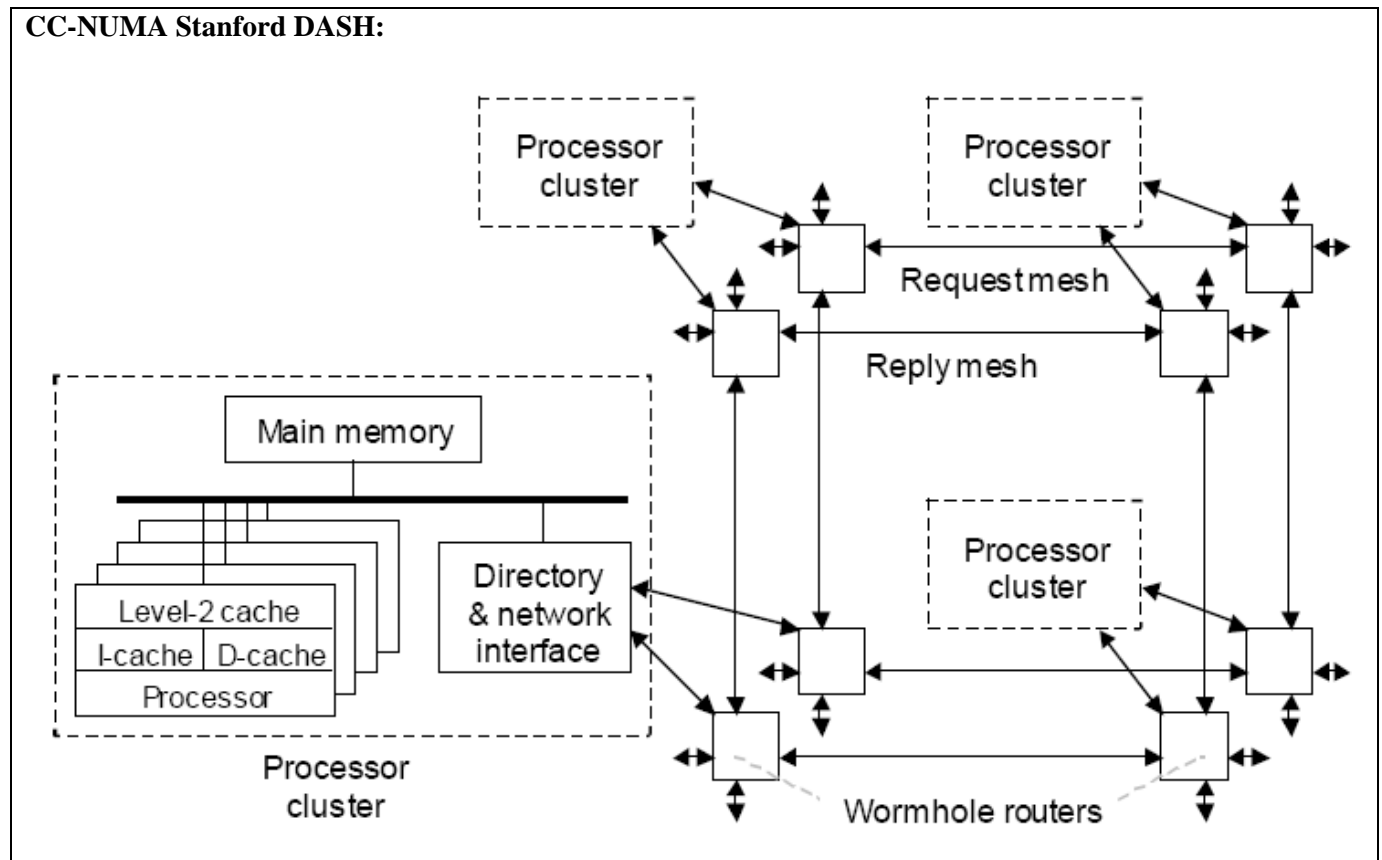 CC-NUMA Stanford DASH:
Processor
cluster
Processor
cluster
Request mesh
Reply mesh
Main memory
Processor
cluster
Directory
& network
interface
Level-2 cache
I-cache D-cache
Processor
Processor
cluster
Wormhole routers